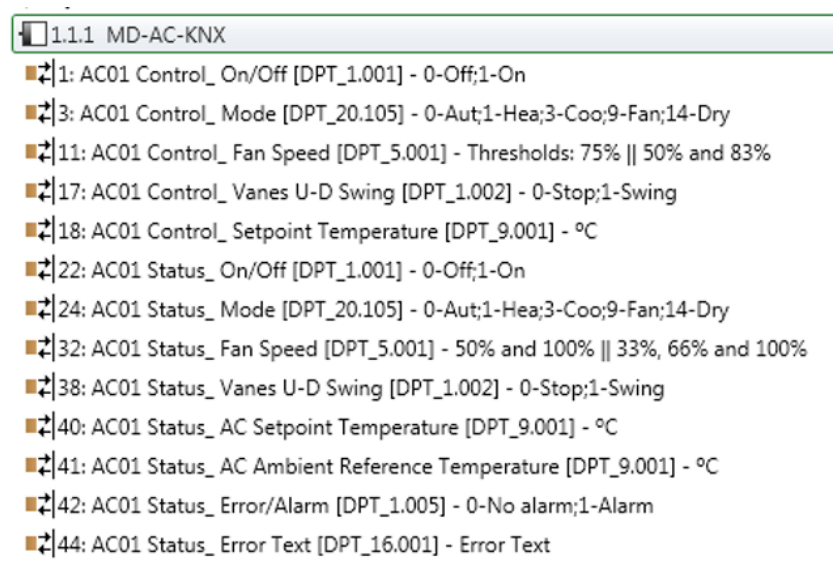 1.1.1 MD-AC-KNX
1: AC01 Control_ On/Off [DPT_1.001] - 0-Off;1-On
3: AC01 Control_ Mode [DPT_20.105] - 0-Aut;1-Hea;3-Coo;9-Fan;14-Dry
11: AC01 Control_ Fan Speed [DPT_5.001] - Thresholds: 75% || 50% and 83%
17: AC01 Control_ Vanes U-D Swing [DPT_1.002] - 0-Stop;1-Swing
18: AC01 Control_ Setpoint Temperature [DPT_9.001] - ºC
22: AC01 Status_ On/Off [DPT_1.001] - 0-Off;1-On
24: AC01 Status_ Mode [DPT_20.105] - 0-Aut;1-Hea;3-Coo;9-Fan;14-Dry
32: AC01 Status_ Fan Speed [DPT_5.001] - 50% and 100% || 33%, 66% and 100%
38: AC01 Status_ Vanes U-D Swing [DPT_1.002] - 0-Stop;1-Swing
40: AC01 Status_ AC Setpoint Temperature [DPT_9.001] - ºC
41: AC01 Status_ AC Ambient Reference Temperature [DPT_9.001] - ºC
42: AC01 Status_ Error/Alarm [DPT_1.005] - 0-No alarm;1-Alarm
44: AC01 Status_ Error Text [DPT_16.001] - Error Text